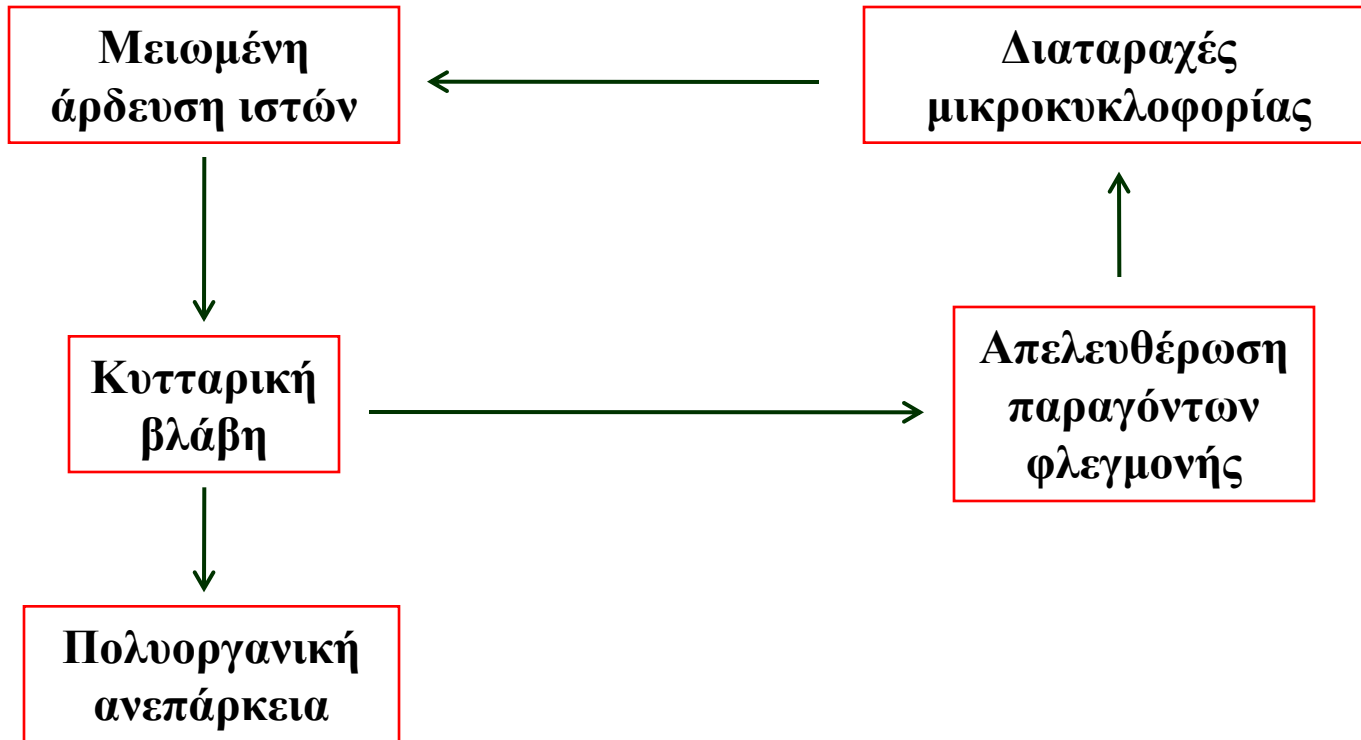 Μειωμένη
άρδευση ιστών
Διαταραχές
μικροκυκλοφορίας
Κυτταρική
βλάβη
Απελευθέρωση
παραγόντων
φλεγμονής
Πολυοργανική
ανεπάρκεια